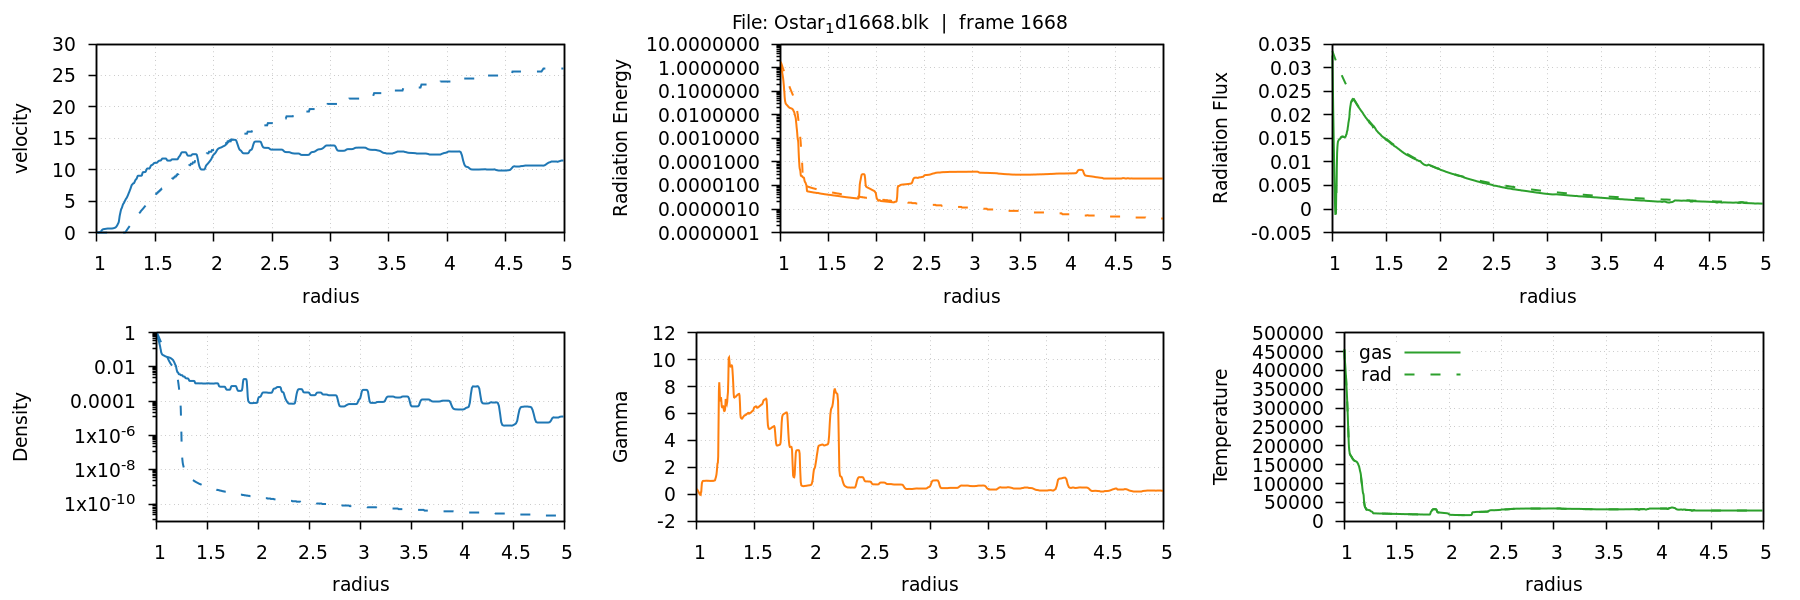 File: Ostar₁d1668.blk | frame 1668
velocity
30
25
20
15
10
5
0
1 1.5 2 2.5 3 3.5 4 4.5 5
radius
Radiation Energy
10.0000000
1.0000000
0.1000000
0.0100000
0.0010000
0.0001000
0.0000100
0.0000010
0.0000001
1 1.5 2 2.5 3 3.5 4 4.5 5
radius
Radiation Flux
0.035
0.03
0.025
0.02
0.015
0.01
0.005
0
-0.005
1 1.5 2 2.5 3 3.5 4 4.5 5
radius
Density
1
0.01
0.0001
1x10⁻⁶
1x10⁻⁸
1x10⁻¹⁰
1 1.5 2 2.5 3 3.5 4 4.5 5
radius
Gamma
12
10
8
6
4
2
0
-2
1 1.5 2 2.5 3 3.5 4 4.5 5
radius
Temperature
500000
450000
400000
350000
300000
250000
200000
150000
100000
50000
0
gas
rad
1 1.5 2 2.5 3 3.5 4 4.5 5
radius